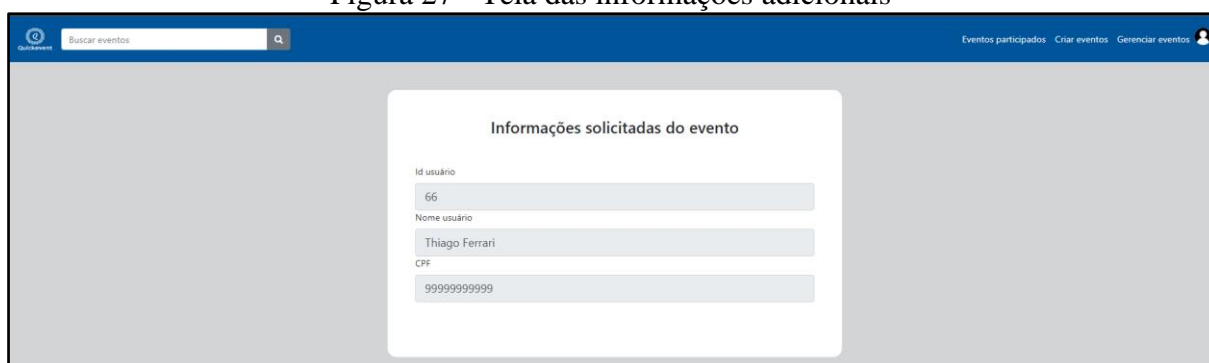 Figura 27 - Tela das informações adicionais
Quickevent
Buscar eventos
Eventos participados Criar eventos Gerenciar eventos
Informações solicitadas do evento
Id usuário
66
Nome usuário
Thiago Ferrari
CPF
99999999999